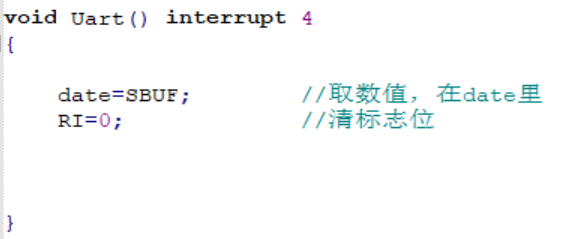 void Uart() interrupt 4
{
date=SBUF; //取数值，在date里
RI=0; //清标志位
}